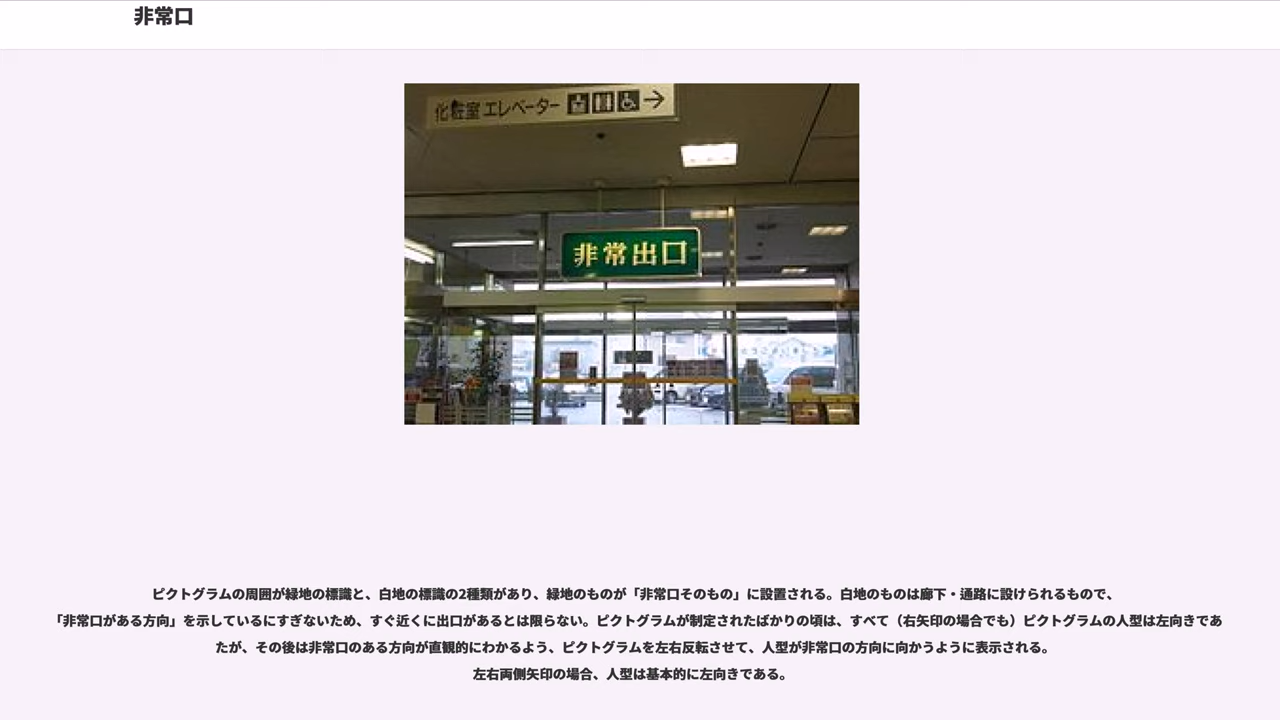 非常口
化粧室 エレベーター →
非常出口
ピクトグラムの周囲が緑地の標識と、白地の標識の2種類があり、緑地のものが「非常口そのもの」に設置される。白地のものは廊下・通路に設けられるもので、
「非常口がある方向」を示しているにすぎないため、すぐ近くに出口があるとは限らない。ピクトグラムが制定されたばかりの頃は、すべて（右矢印の場合でも）ピクトグラムの人型は左向きであ
たが、その後は非常口のある方向が直観的にわかるよう、ピクトグラムを左右反転させて、人型が非常口の方向に向かうように表示される。
左右両側矢印の場合、人型は基本的に左向きである。